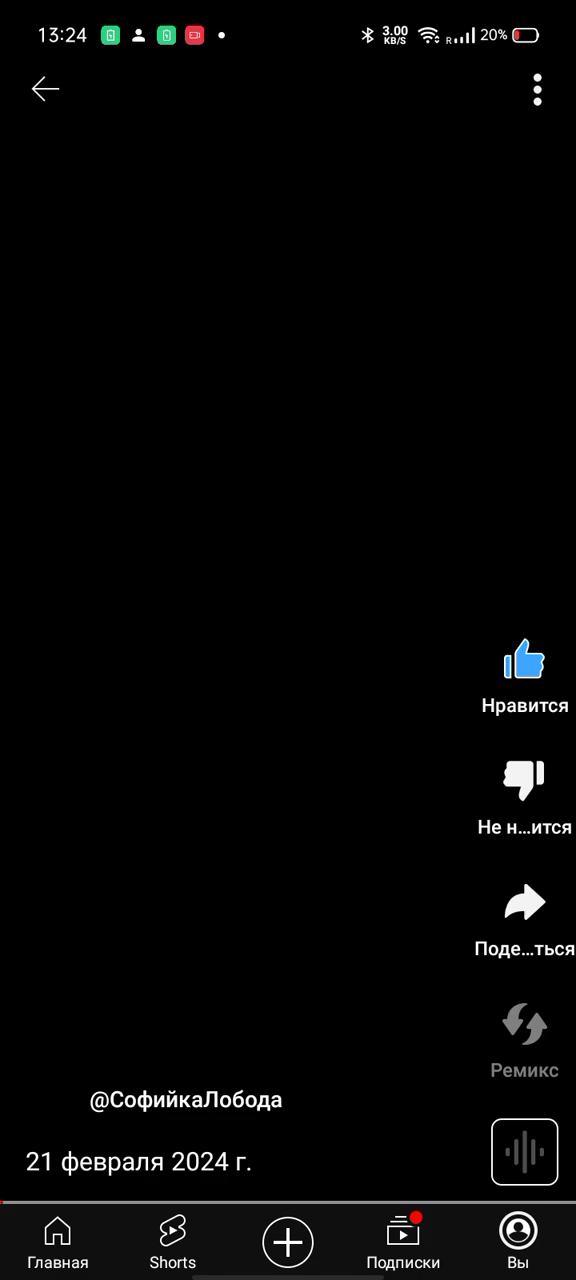 13:24
3.00
KB/S
R
20%
Нравится
Не н...ится
Поде...ться
Ремикс
@СофийкаЛобода
21 февраля 2024 г.
Главная
Shorts
Подписки
Вы